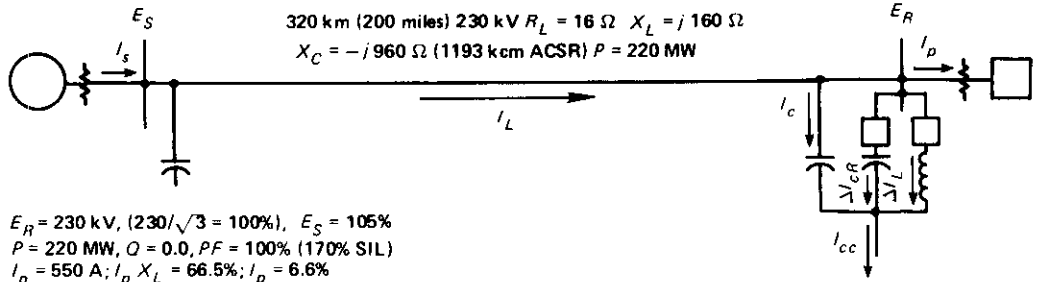 E_S
320 km (200 miles) 230 kV R_L = 16 Ω X_L = j 160 Ω
E_R
I_s
X_C = −j 960 Ω (1193 kcm ACSR) P = 220 MW
I_p
I_L
I_c
ΔI_cR
ΔI_L
I_cc
E_R = 230 kV, (230/√3 = 100%), E_S = 105%
P = 220 MW, Q = 0.0, PF = 100% (170% SIL)
I_p = 550 A; I_p X_L = 66.5%; I_p = 6.6%